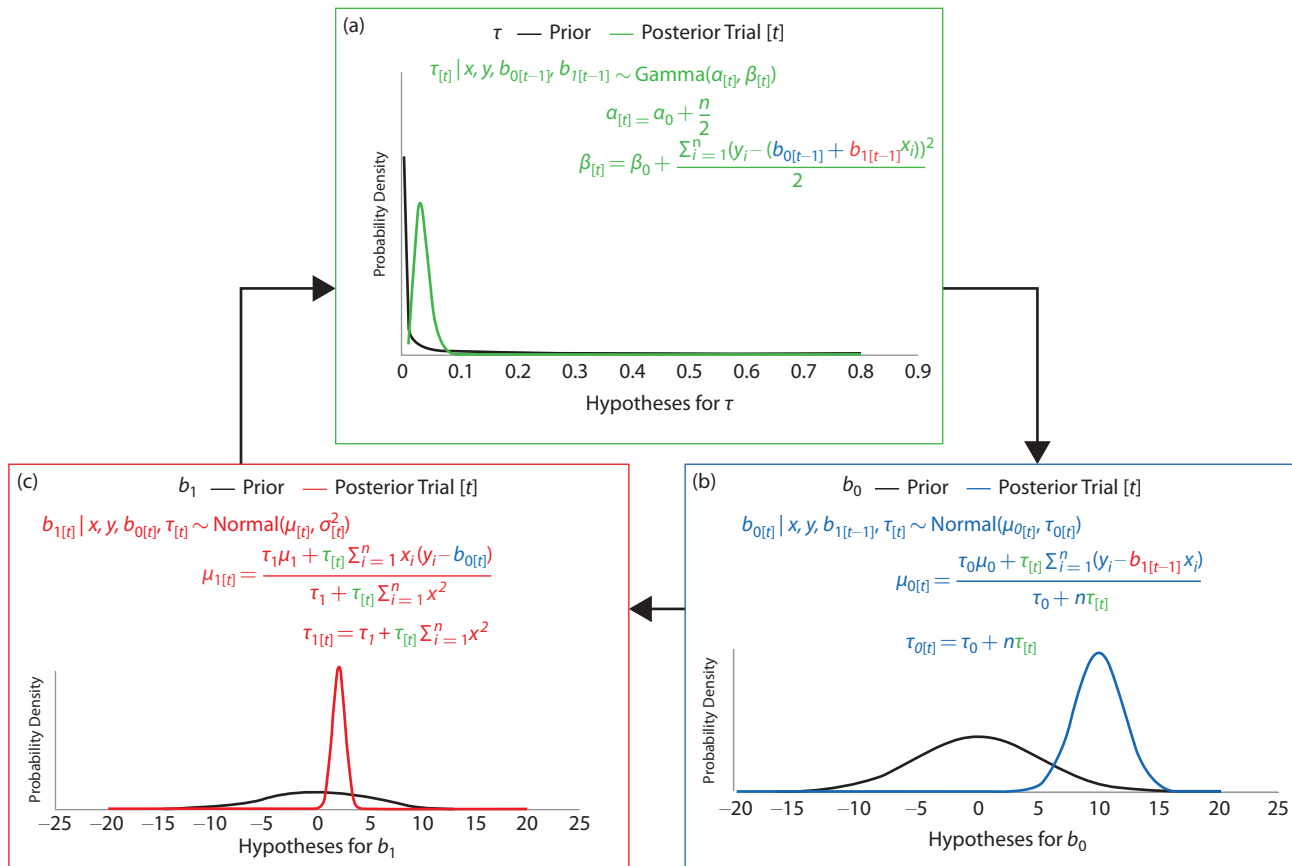 (a)
τ — Prior — Posterior Trial [t]
τ[t] | x, y, b0[t−1], b1[t−1] ∼ Gamma(α[t], β[t])
α[t] = α0 + n/2
β[t] = β0 + Σⁿi = 1 (yi − (b0[t−1] + b1[t−1]xi))² / 2
Probability Density
0 0.1 0.2 0.3 0.4 0.5 0.6 0.7 0.8 0.9
Hypotheses for τ
(b)
b0 — Prior — Posterior Trial [t]
b0[t] | x, y, b1[t−1], τ[t] ∼ Normal(μ0[t], τ0[t])
μ0[t] = τ0μ0 + τ[t] Σⁿi = 1 (yi − b1[t−1]xi) / τ0 + nτ[t]
τ0[t] = τ0 + nτ[t]
Probability Density
−20 −15 −10 −5 0 5 10 15 20 25
Hypotheses for b0
(c)
b1 — Prior — Posterior Trial [t]
b1[t] | x, y, b0[t], τ[t] ∼ Normal(μ[t], σ²[t])
μ1[t] = τ1μ1 + τ[t] Σⁿi = 1 xi(yi − b0[t]) / τ1 + τ[t] Σⁿi = 1 x²
τ1[t] = τ1 + τ[t] Σⁿi = 1 x²
Probability Density
−25 −20 −15 −10 −5 0 5 10 15 20 25
Hypotheses for b1